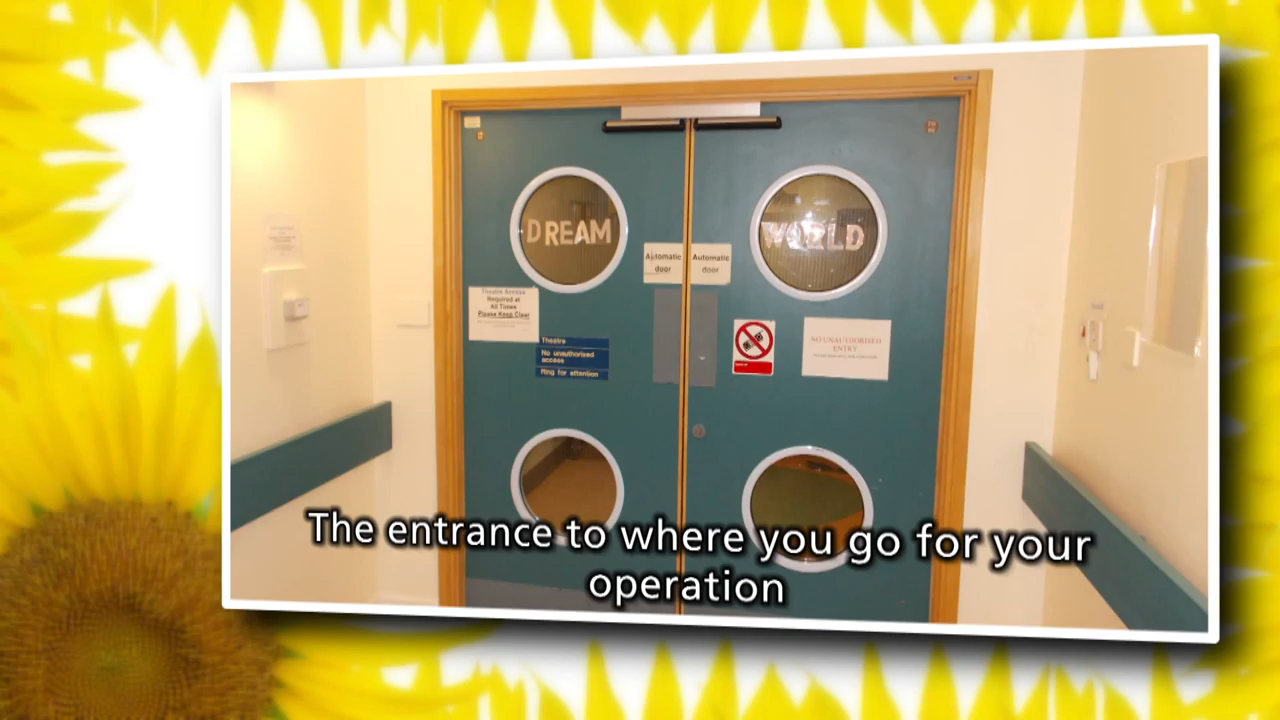 DREAM WORLD
Automatic
door
Automatic
door
Theatre Access
Required at
All Times
Please Keep Clear
Theatre
No unauthorised
access
Ring for attention
NO UNAUTHORISED
ENTRY
The entrance to where you go for your
operation